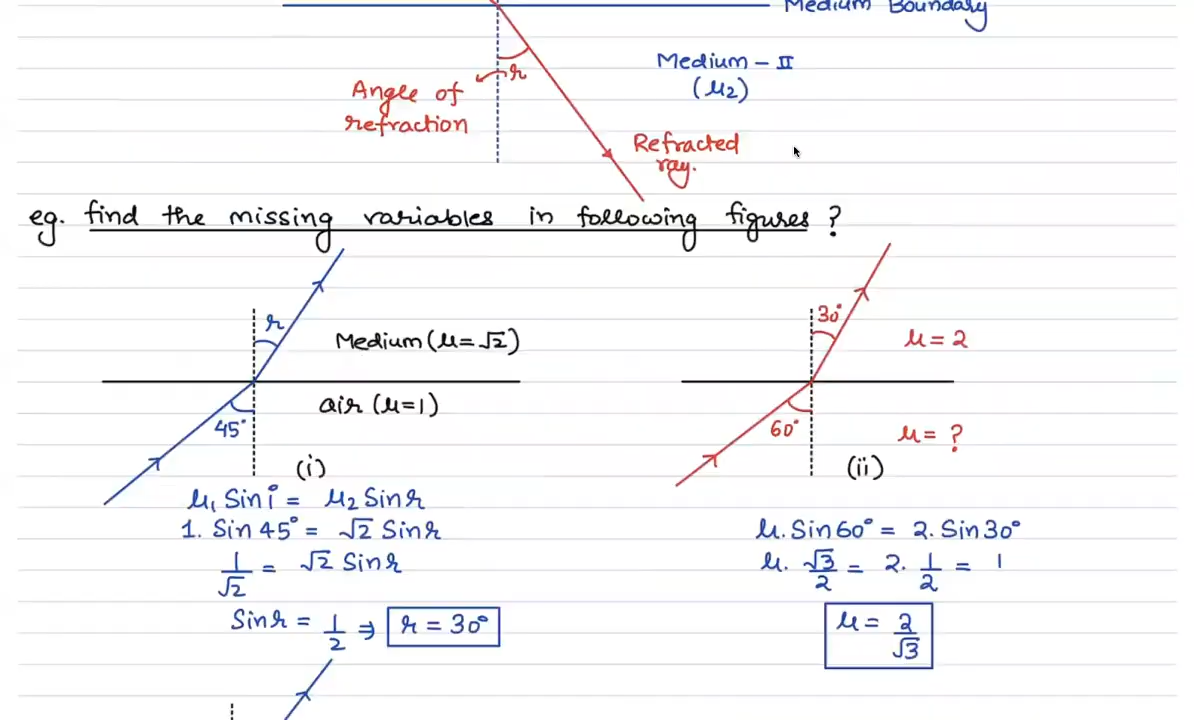 Medium Boundary
Medium - II
(μ2)
r
Angle of
refraction
Refracted
ray.
eg. find the missing variables in following figures ?
r
Medium (μ=√2)
air (μ=1)
45°
(i)
μ₁ Sin i = μ₂ Sin r
1. Sin 45° = √2 Sin r
1/√2 = √2 Sin r
Sin r = 1/2 ⇒ r = 30°
30°
μ = 2
60°
μ = ?
(ii)
μ. Sin 60° = 2. Sin 30°
μ. √3/2 = 2. 1/2 = 1
μ = 2/√3